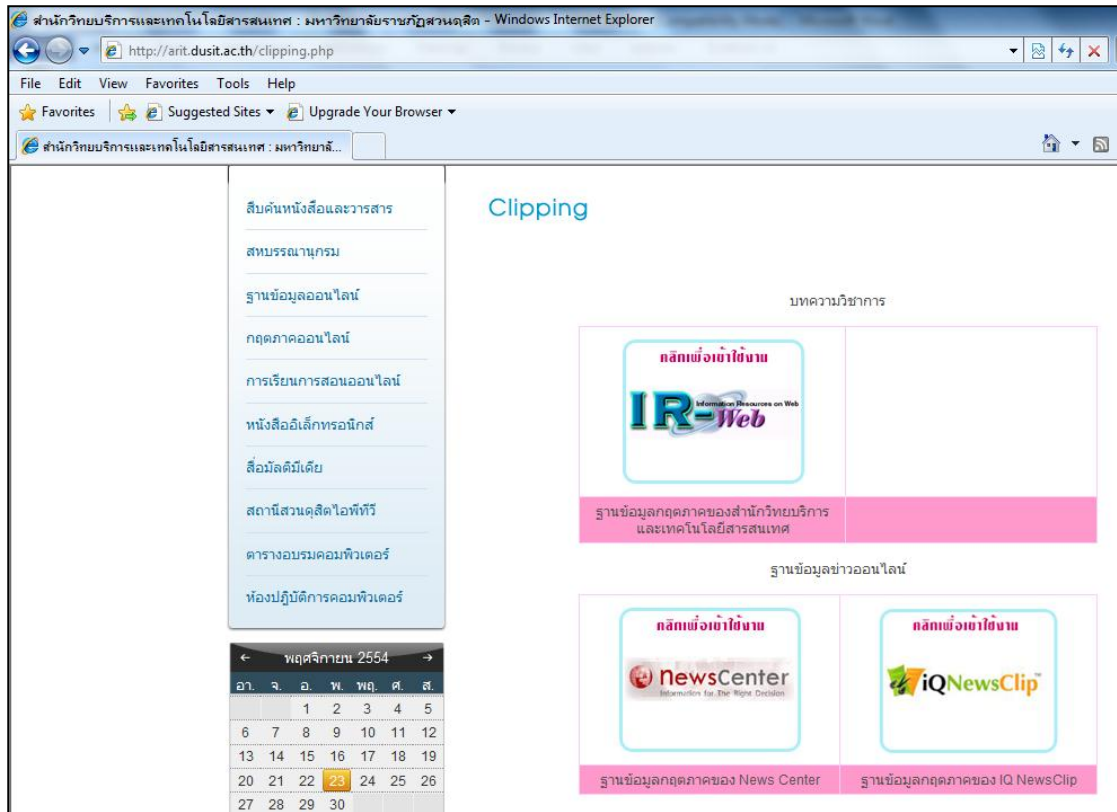 สำนักวิทยบริการและเทคโนโลยีสารสนเทศ : มหาวิทยาลัยราชภัฏสวนดุสิต - Windows Internet Explorer
http://arit.dusit.ac.th/clipping.php
File Edit View Favorites Tools Help
Favorites Suggested Sites Upgrade Your Browser
สำนักวิทยบริการและเทคโนโลยีสารสนเทศ : มหาวิทยาลั...
สืบค้นหนังสือและวารสาร
สหบรรณานุกรม
ฐานข้อมูลออนไลน์
กฤตภาคออนไลน์
การเรียนการสอนออนไลน์
หนังสืออิเล็กทรอนิกส์
สื่อมัลติมีเดีย
สถานีสวนดุสิตไอพีทีวี
ตารางอบรมคอมพิวเตอร์
ห้องปฏิบัติการคอมพิวเตอร์
← พฤศจิกายน 2554 →
อา. จ. อ. พ. พฤ. ศ. ส.
1 2 3 4 5
6 7 8 9 10 11 12
13 14 15 16 17 18 19
20 21 22 23 24 25 26
27 28 29 30
Clipping
บทความวิชาการ
คลิกเพื่อเข้าใช้งาน
Information Resources on Web
IR-Web
ฐานข้อมูลกฤตภาคของสำนักวิทยบริการ
และเทคโนโลยีสารสนเทศ
ฐานข้อมูลข่าวออนไลน์
คลิกเพื่อเข้าใช้งาน
newsCenter
Information for The Right Decision
ฐานข้อมูลกฤตภาคของ News Center
คลิกเพื่อเข้าใช้งาน
iQNewsClip
ฐานข้อมูลกฤตภาคของ IQ NewsClip